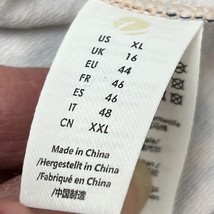 US XL
UK 16
EU 44
FR 46
ES 46
IT 48
CN XXL
Made in China
/Hergestellt in China
/Fabriqué en China
/中国制造